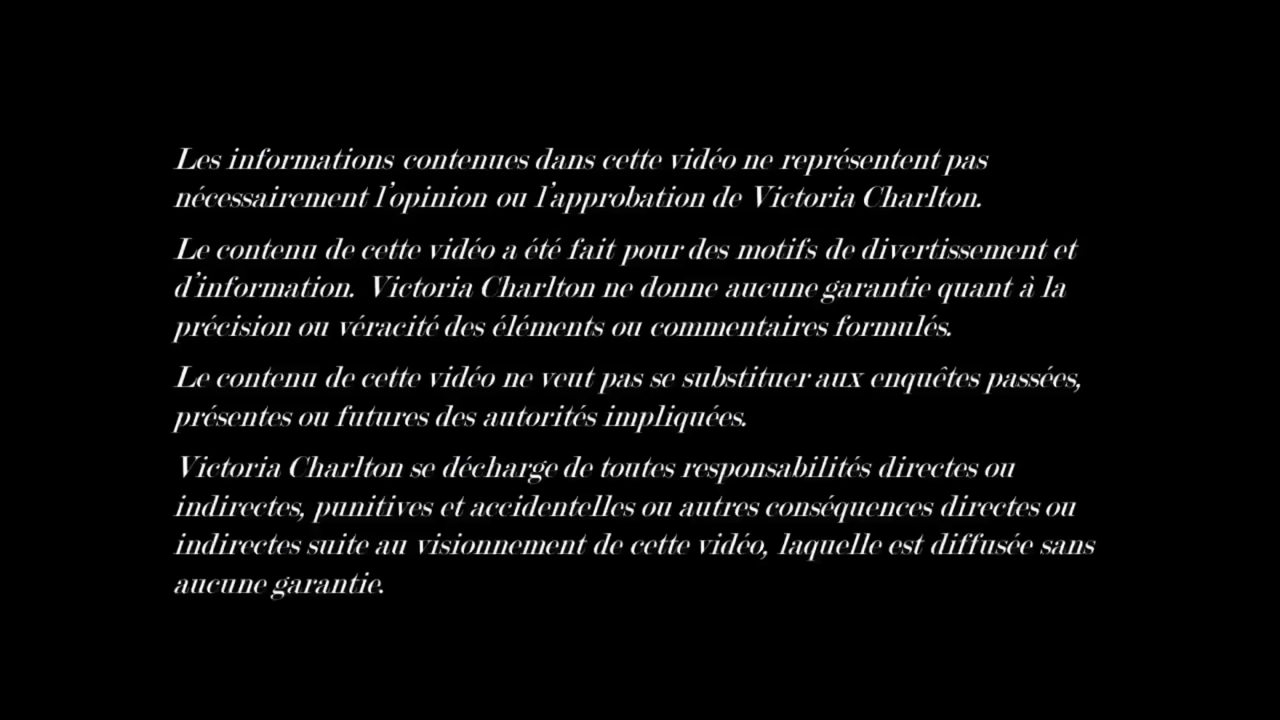 Les informations contenues dans cette vidéo ne représentent pas
nécessairement l'opinion ou l'approbation de Victoria Charlton.
Le contenu de cette vidéo a été fait pour des motifs de divertissement et
d'information. Victoria Charlton ne donne aucune garantie quant à la
précision ou véracité des éléments ou commentaires formulés.
Le contenu de cette vidéo ne veut pas se substituer aux enquêtes passées,
présentes ou futures des autorités impliquées.
Victoria Charlton se décharge de toutes responsabilités directes ou
indirectes, punitives et accidentelles ou autres conséquences directes ou
indirectes suite au visionnement de cette vidéo, laquelle est diffusée sans
aucune garantie.